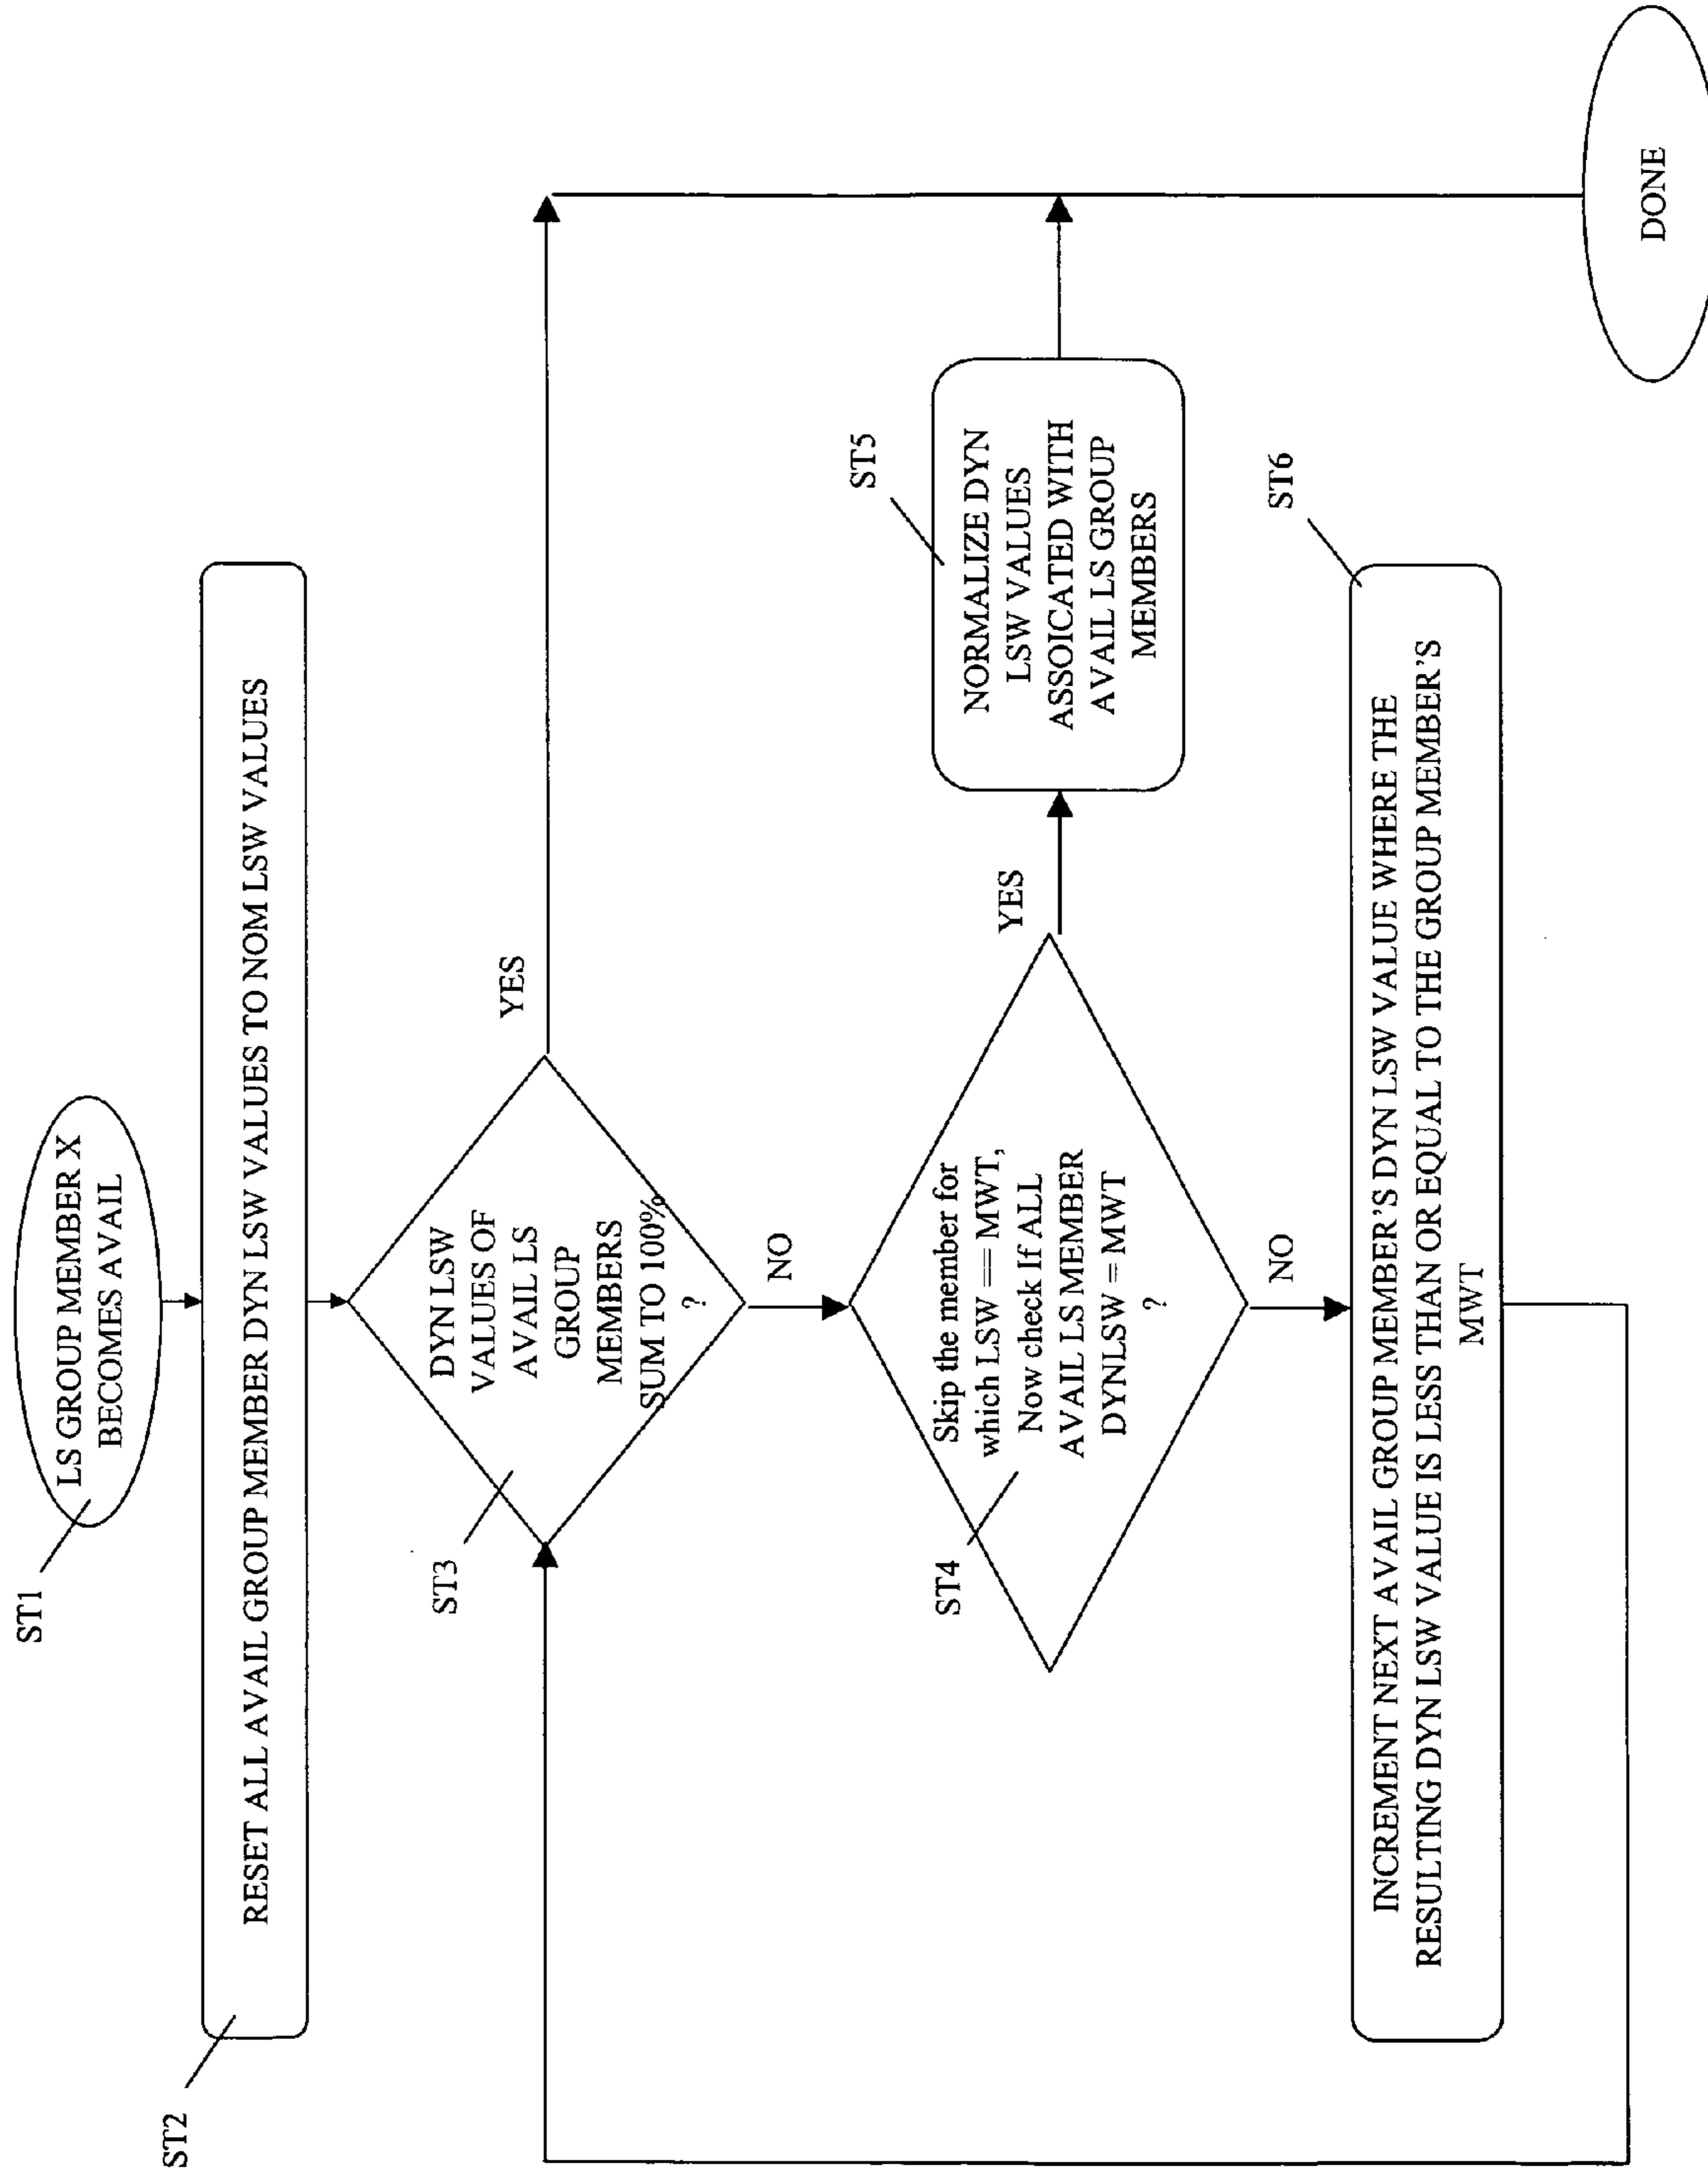 ST1
LS GROUP MEMBER X
BECOMES AVAIL
ST2
RESET ALL AVAIL GROUP MEMBER DYN LSW VALUES TO NOM LSW VALUES
ST3
DYN LSW
VALUES OF
AVAIL LS
GROUP
MEMBERS
SUM TO 100%
?
YES
NO
ST4
Skip the member for
which LSW == MWT,
Now check If ALL
AVAIL LS MEMBER
DYNLSW = MWT
?
YES
NO
ST5
NORMALIZE DYN
LSW VALUES
ASSOICATED WITH
AVAIL LS GROUP
MEMBERS
ST6
INCREMENT NEXT AVAIL GROUP MEMBER'S DYN LSW VALUE WHERE THE
RESULTING DYN LSW VALUE IS LESS THAN OR EQUAL TO THE GROUP MEMBER'S
MWT
DONE